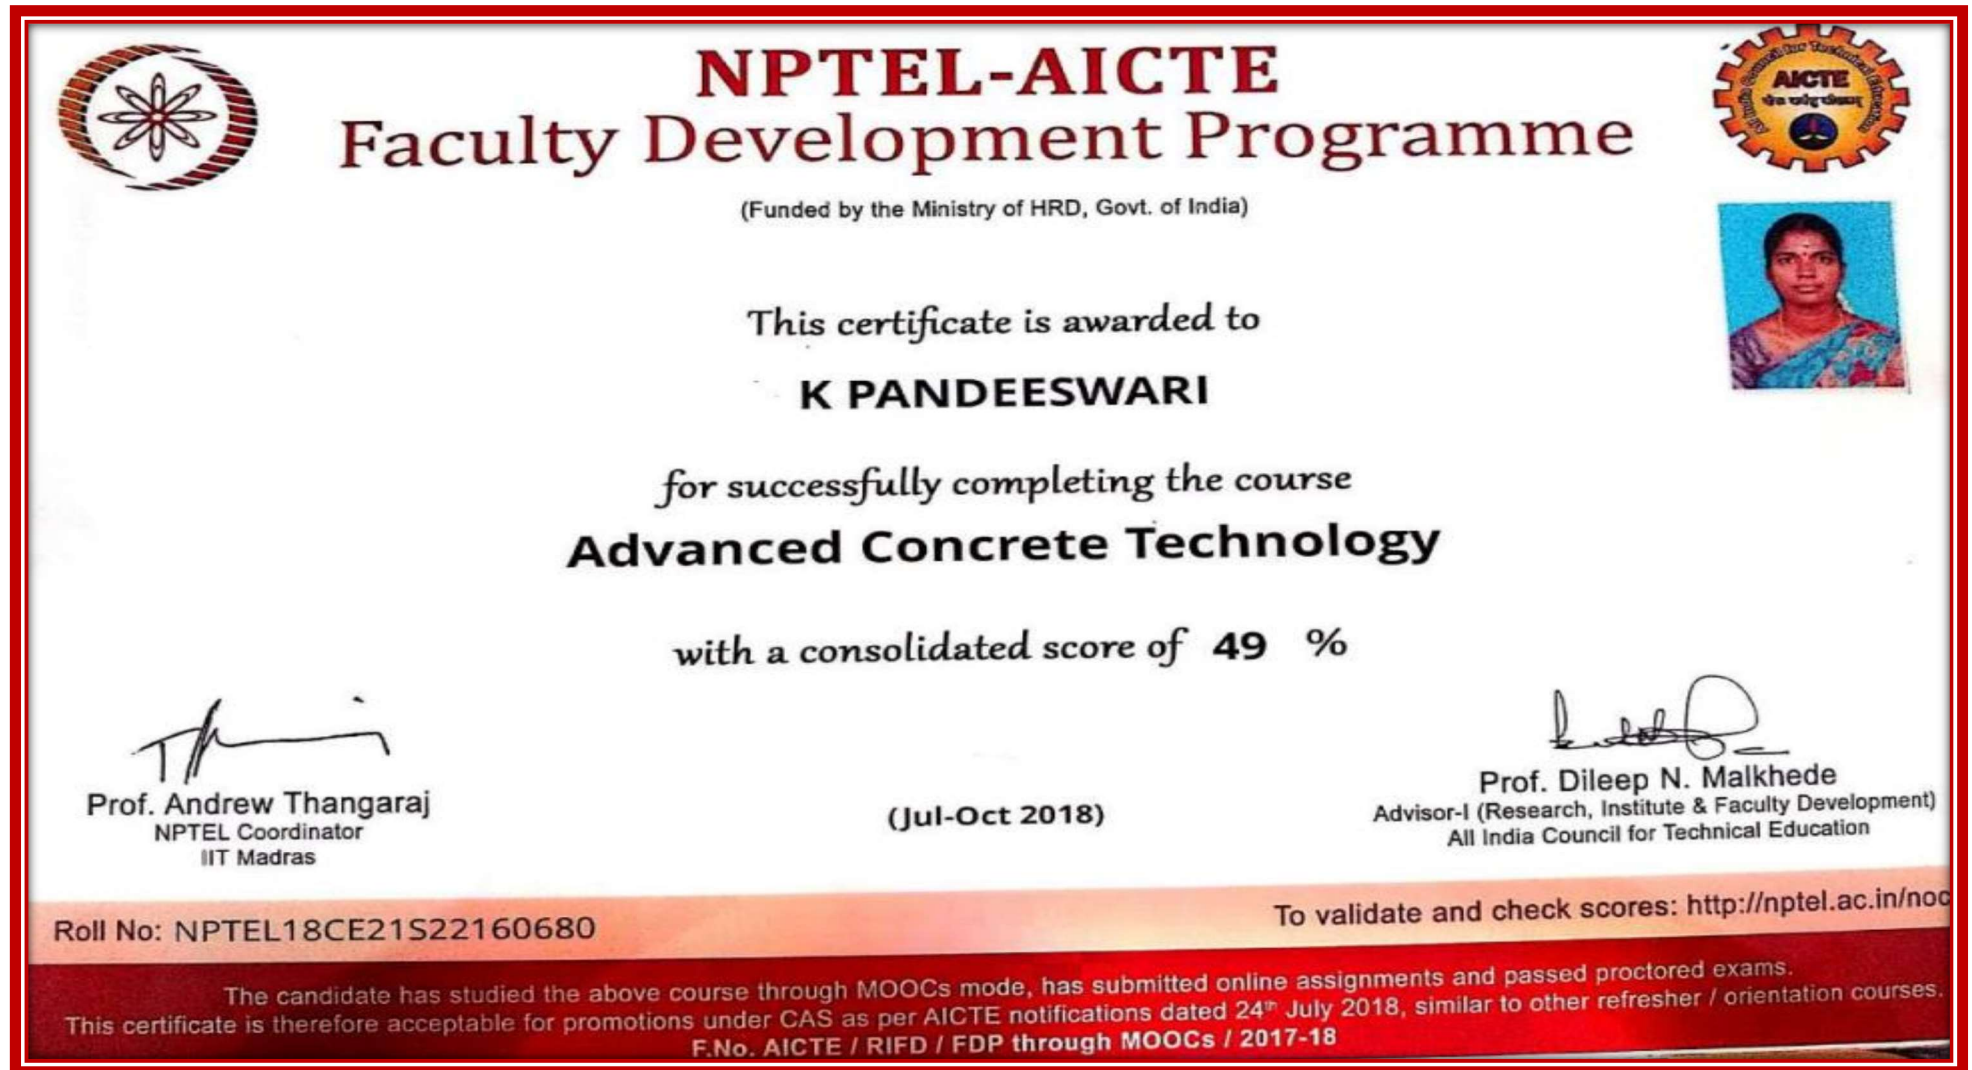 NPTEL-AICTE
Faculty Development Programme
(Funded by the Ministry of HRD, Govt. of India)
All India Council for Technical Education
AICTE
This certificate is awarded to
K PANDEESWARI
for successfully completing the course
Advanced Concrete Technology
with a consolidated score of 49 %
Prof. Andrew Thangaraj
NPTEL Coordinator
IIT Madras
(Jul-Oct 2018)
Prof. Dileep N. Malkhede
Advisor-I (Research, Institute & Faculty Development)
All India Council for Technical Education
Roll No: NPTEL18CE21S22160680
To validate and check scores: http://nptel.ac.in/noc
The candidate has studied the above course through MOOCs mode, has submitted online assignments and passed proctored exams.
This certificate is therefore acceptable for promotions under CAS as per AICTE notifications dated 24th July 2018, similar to other refresher / orientation courses.
F.No. AICTE / RIFD / FDP through MOOCs / 2017-18